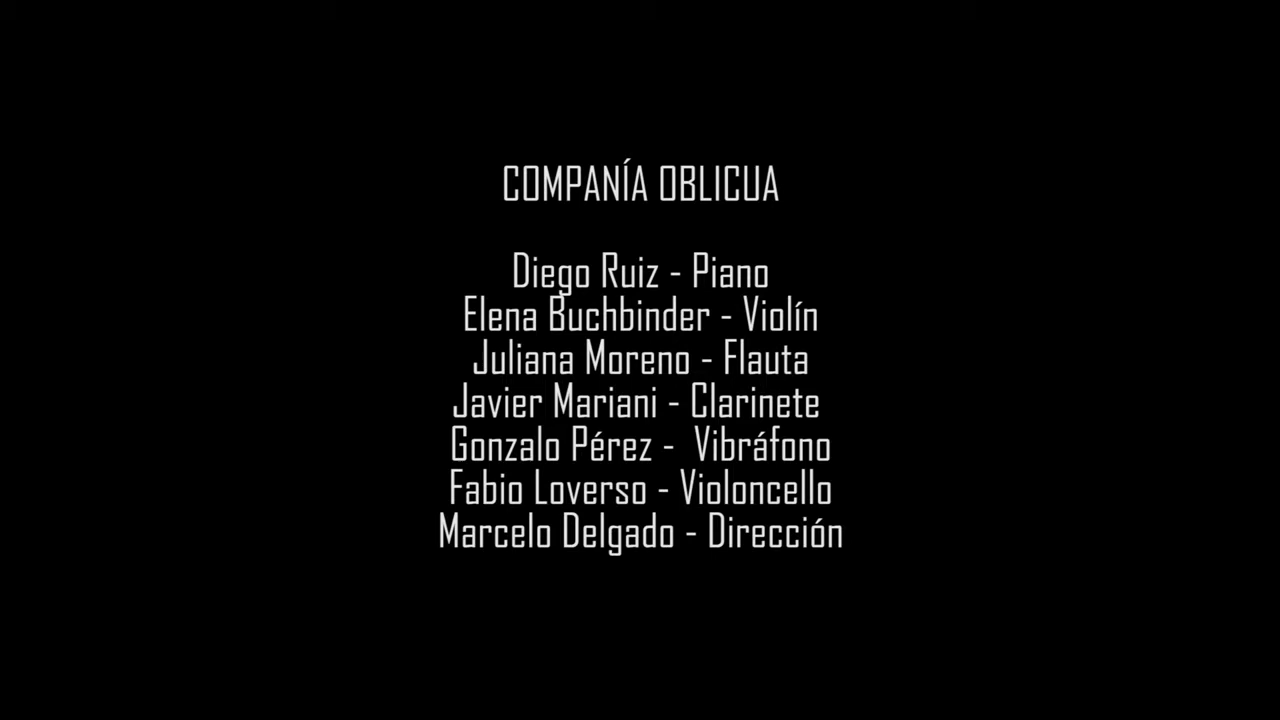 COMPANÍA OBLICUA
Diego Ruiz - Piano
Elena Buchbinder - Violín
Juliana Moreno - Flauta
Javier Mariani - Clarinete
Gonzalo Pérez -  Vibráfono
Fabio Loverso - Violoncello
Marcelo Delgado - Dirección